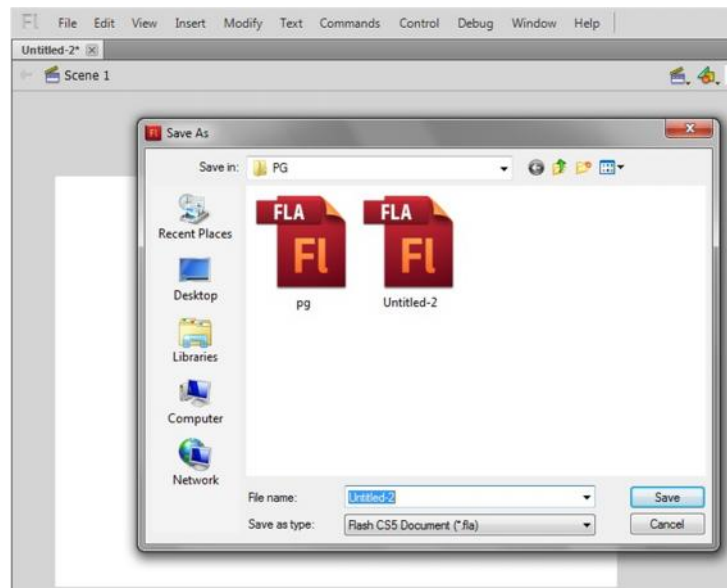 Fl File Edit View Insert Modify Text Commands Control Debug Window Help
Untitled-2*
Scene 1
Fl Save As
Save in: PG
Recent Places
Desktop
Libraries
Computer
Network
FLA Fl
pg
FLA Fl
Untitled-2
File name: Untitled-2 Save
Save as type: Flash CS5 Document (*.fla) Cancel